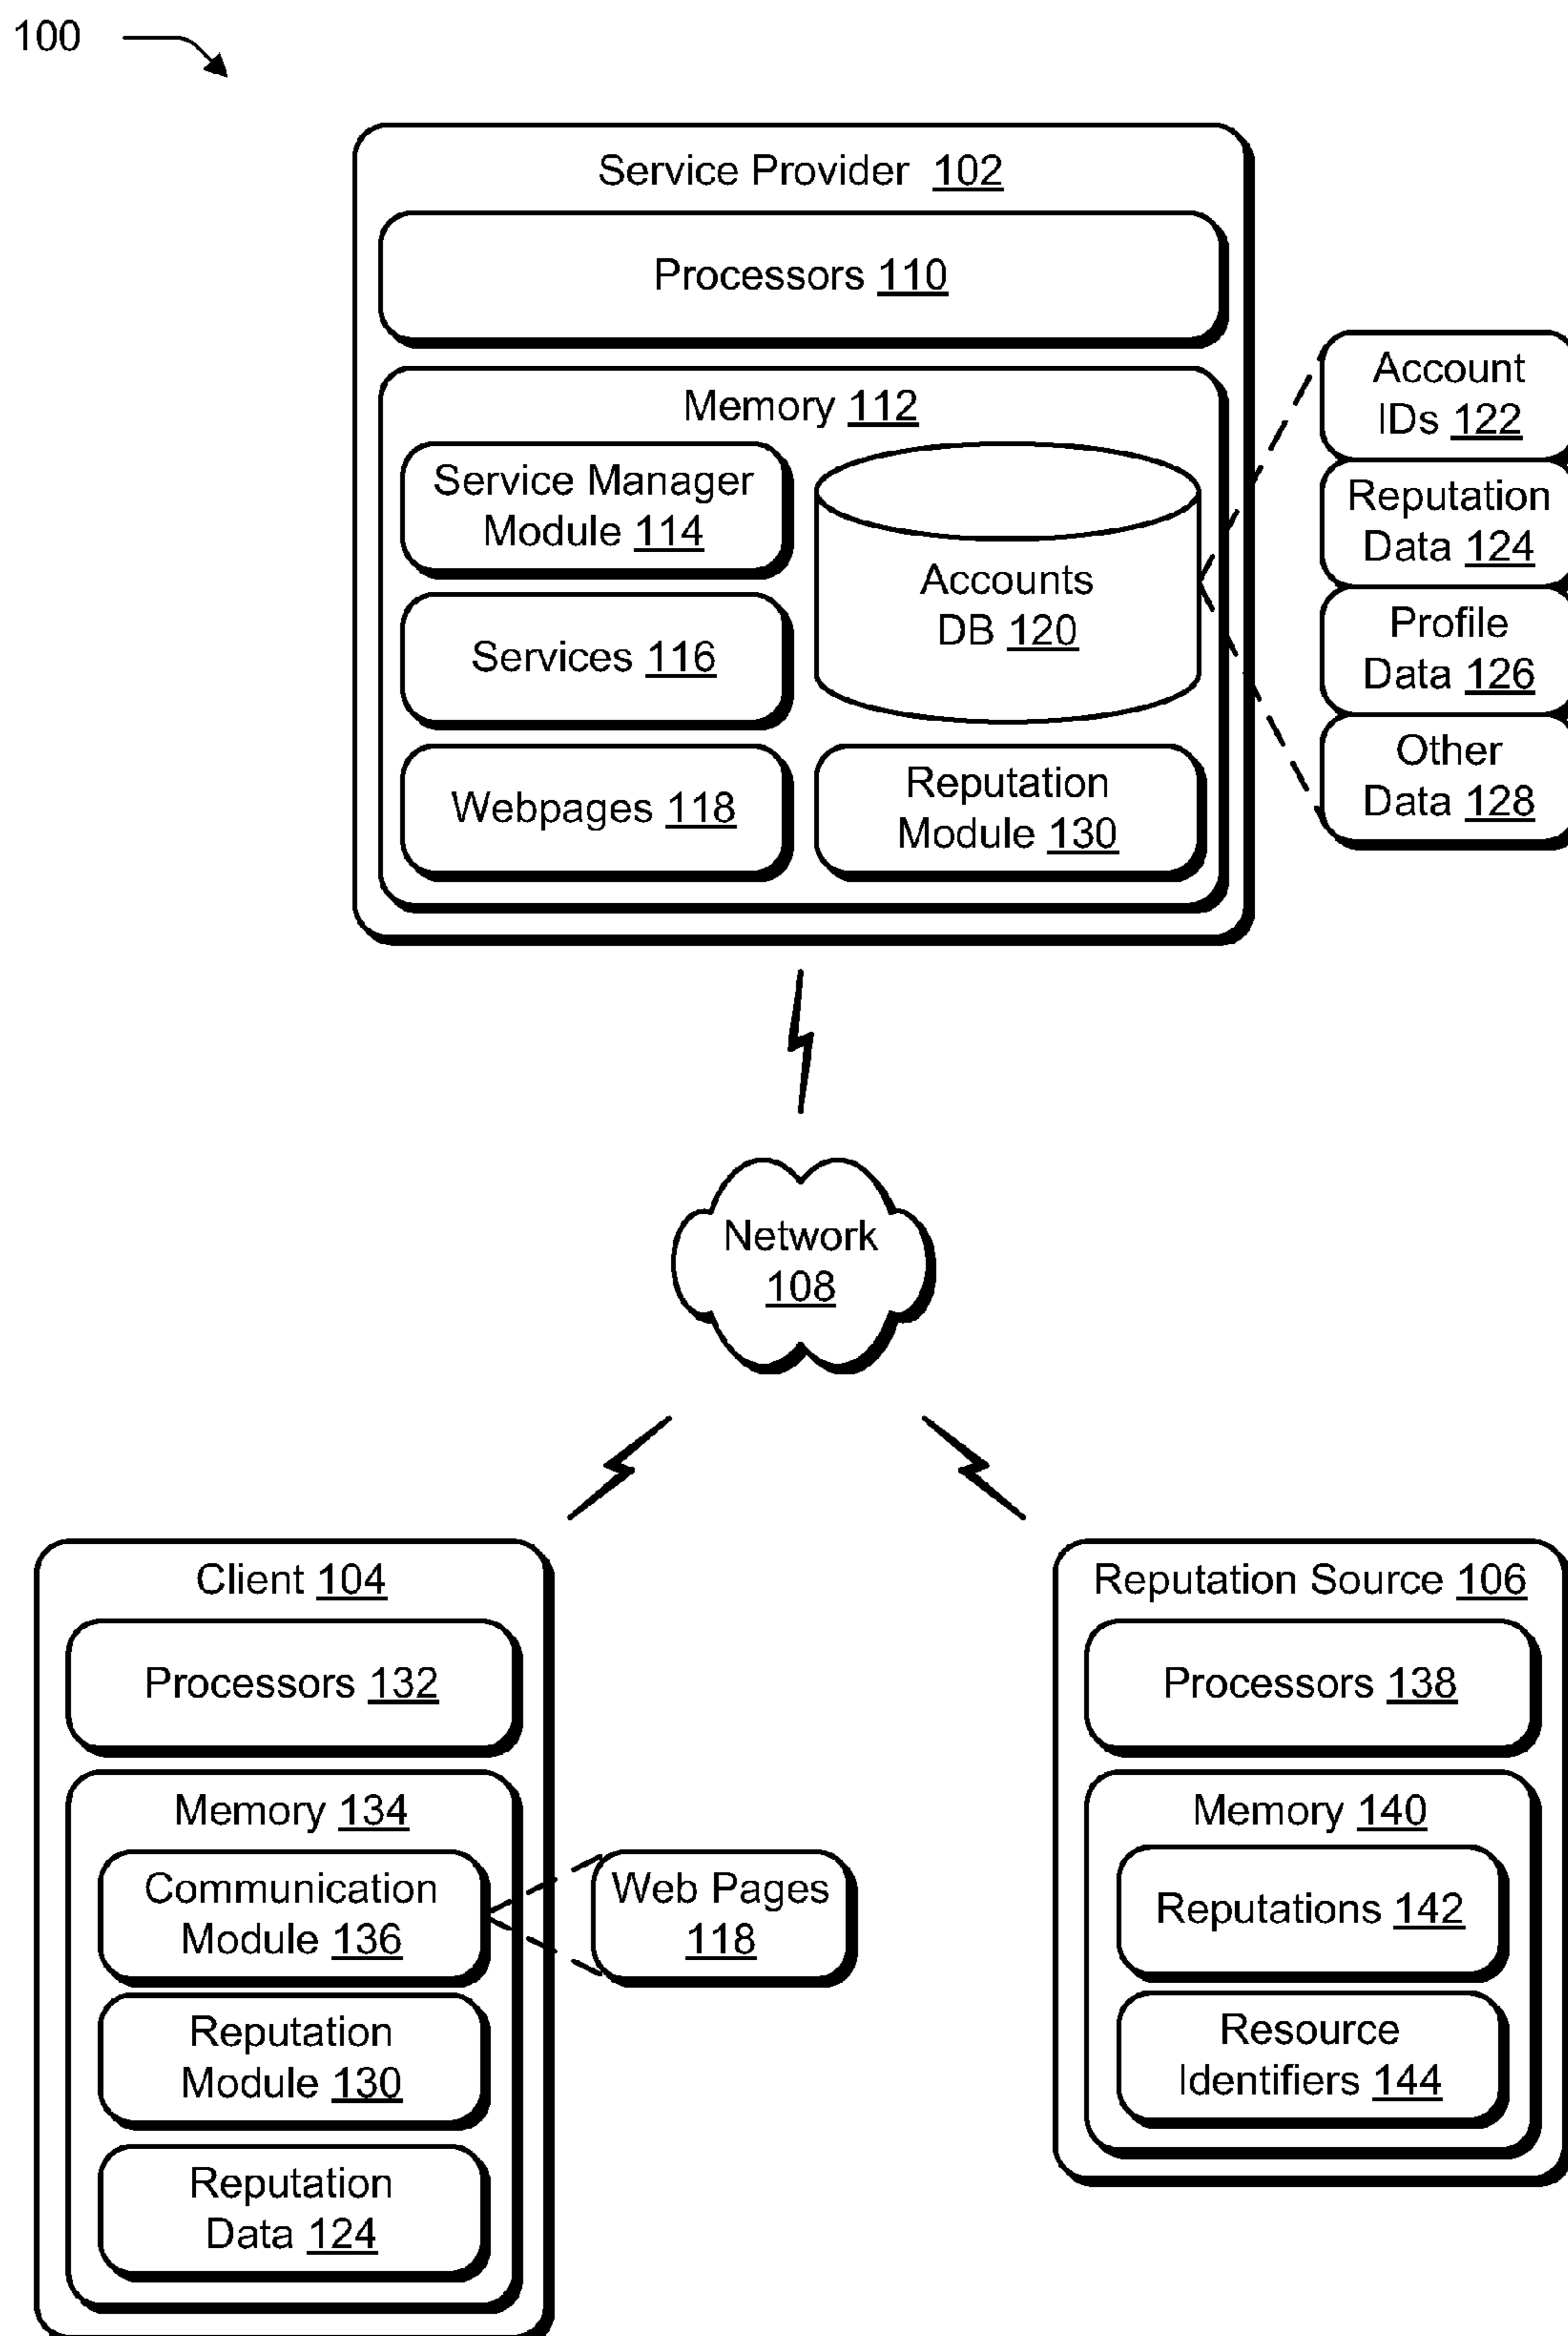 100
Service Provider 102
Processors 110
Memory 112
Service Manager
Module 114
Services 116
Webpages 118
Accounts
DB 120
Reputation
Module 130
Account
IDs 122
Reputation
Data 124
Profile
Data 126
Other
Data 128
Network
108
Client 104
Processors 132
Memory 134
Communication
Module 136
Reputation
Module 130
Reputation
Data 124
Web Pages
118
Reputation Source 106
Processors 138
Memory 140
Reputations 142
Resource
Identifiers 144